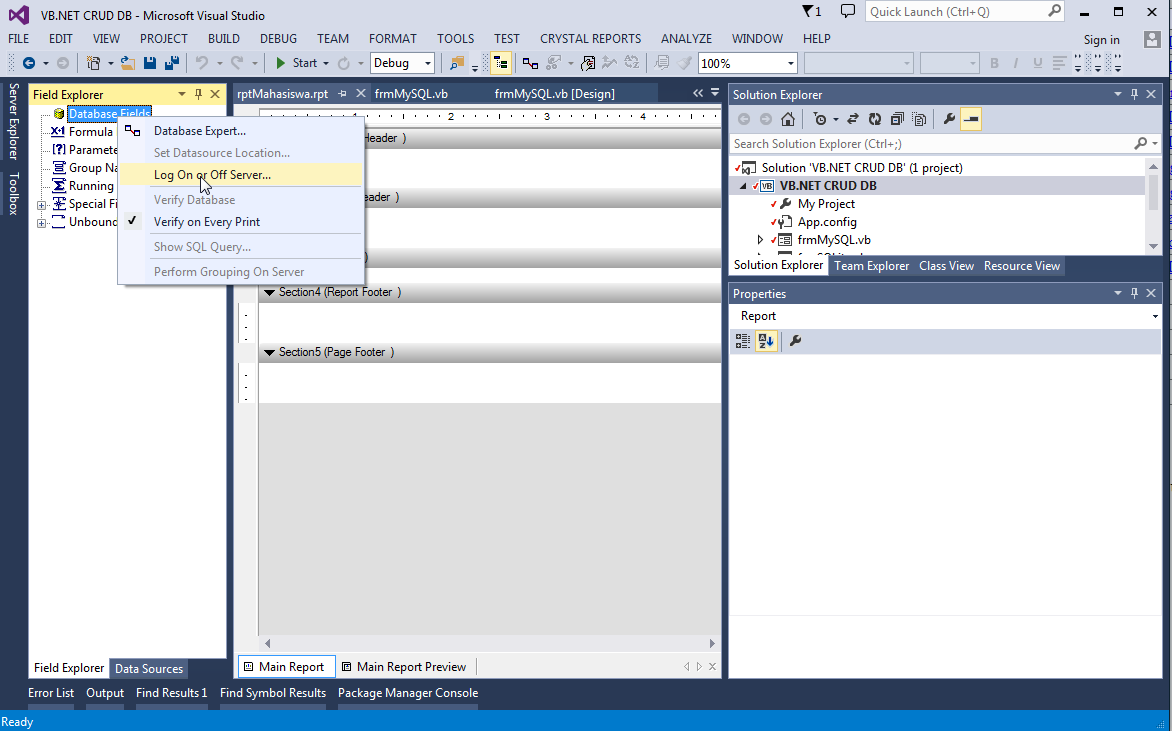 VB.NET CRUD DB - Microsoft Visual Studio
1
Quick Launch (Ctrl+Q)
FILE EDIT VIEW PROJECT BUILD DEBUG TEAM FORMAT TOOLS TEST CRYSTAL REPORTS ANALYZE WINDOW HELP
Sign in
Start Debug 100%
Server Explorer
Toolbox
Field Explorer
Database Fields
Formula
Paramete
Group Na
Running
Special Fi
Unbound
Database Expert...
Set Datasource Location...
Log On or Off Server...
Verify Database
Verify on Every Print
Show SQL Query...
Perform Grouping On Server
rptMahasiswa.rpt frmMySQL.vb frmMySQL.vb [Design]
1 2 3 4
Header )
eader )
)
Section4 (Report Footer )
Section5 (Page Footer )
Main Report Main Report Preview
Field Explorer Data Sources
Solution Explorer
Search Solution Explorer (Ctrl+;)
Solution 'VB.NET CRUD DB' (1 project)
VB.NET CRUD DB
My Project
App.config
frmMySQL.vb
Solution Explorer Team Explorer Class View Resource View
Properties
Report
Error List Output Find Results 1 Find Symbol Results Package Manager Console
Ready